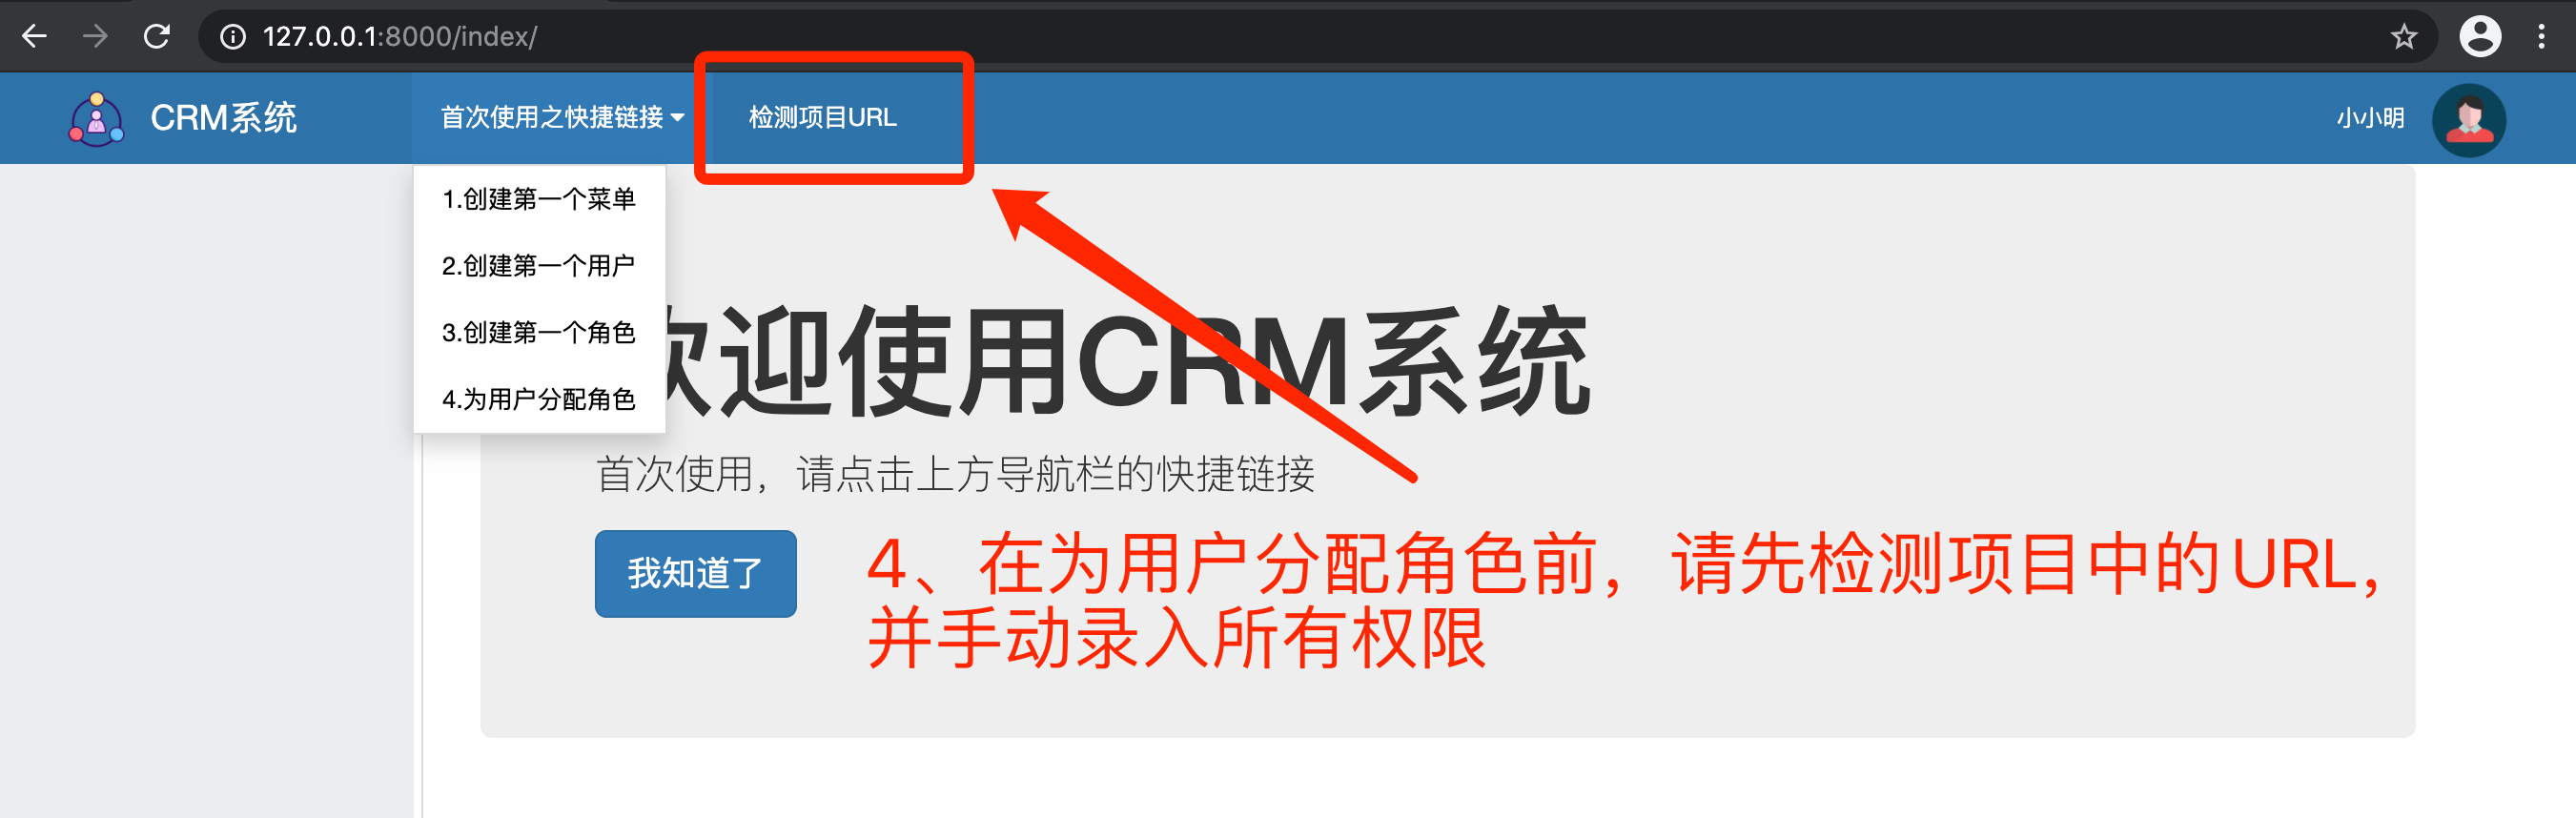 127.0.0.1:8000/index/
CRM系统
首次使用之快捷链接
检测项目URL
小小明
1.创建第一个菜单
2.创建第一个用户
3.创建第一个角色
4.为用户分配角色
欢迎使用CRM系统
首次使用，请点击上方导航栏的快捷链接
我知道了
4、在为用户分配角色前，请先检测项目中的URL，
并手动录入所有权限